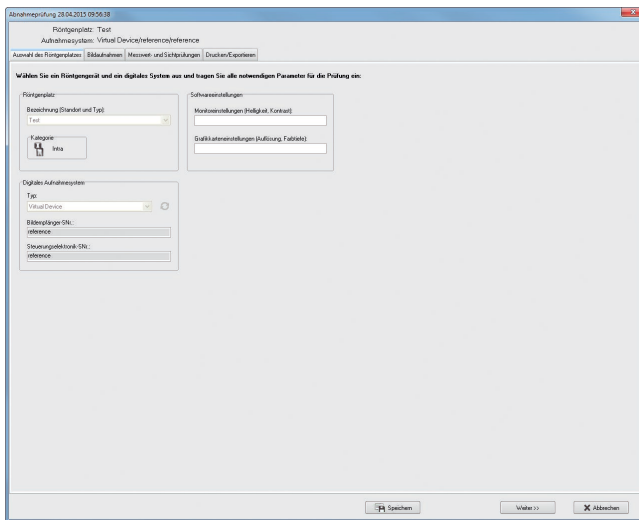 Abnahmeprüfung 28.04.2015 09:56:38
Röntgenplatz: Test
Aufnahmesystem: Virtual Device/reference/reference
Auswahl des Röntgenplatzes Bildaufnahmen Messwert- und Sichtprüfungen Drucken/Exportieren
Wählen Sie ein Röntgengerät und ein digitales System aus und tragen Sie alle notwendigen Parameter für die Prüfung ein:
Röntgenplatz
Bezeichnung (Standort und Typ):
Test
Kategorie
Intra
Softwareeinstellungen
Monitoreinstellungen (Helligkeit, Kontrast):
Grafikkarteneinstellungen (Auflösung, Farbtiefe):
Digitales Aufnahmesystem
Typ:
Virtual Device
Bildempfänger-SNr.:
reference
Steuerungselektronik-SNr.:
reference
Speichern Weiter >> Abbrechen